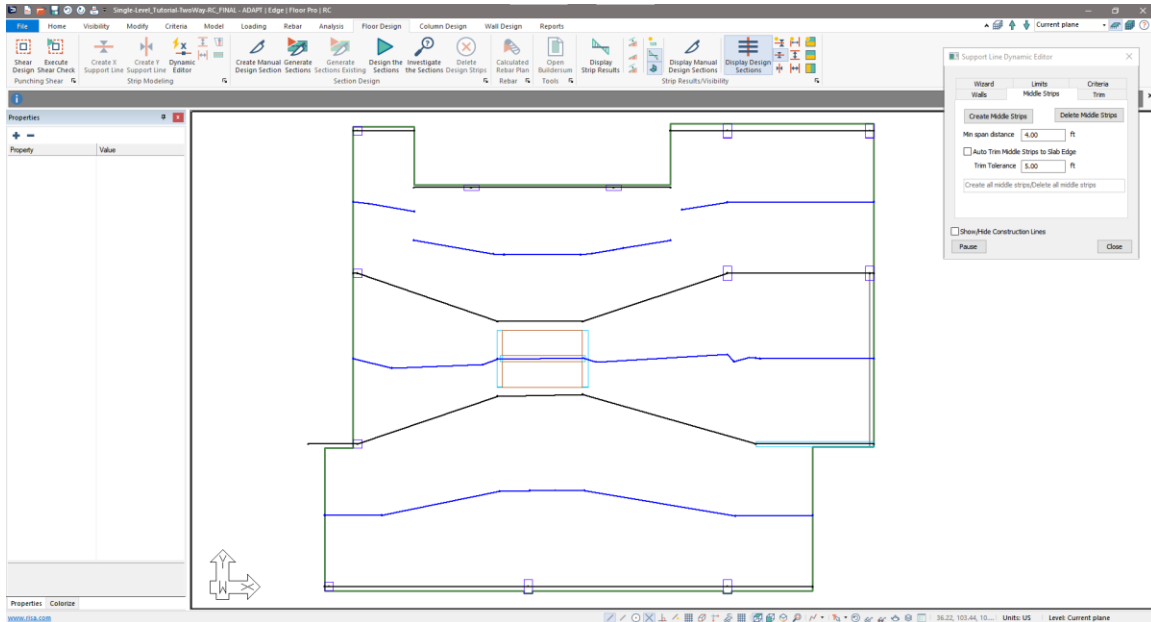 Single-Level_Tutorial-TwoWay-RC_FINAL - ADAPT | Edge | Floor Pro | RC
File Home Visibility Modify Criteria Model Loading Rebar Analysis Floor Design Column Design Wall Design Reports
Current plane
Shear Design
Execute Shear Check
Create X Support Line
Create Y Support Line
Dynamic Editor
Create Manual Design Section
Generate Sections
Generate Sections Existing
Design the Sections
Investigate the Sections
Delete Design Strips
Calculated Rebar Plan
Open Buildersum
Display Strip Results
Display Manual Design Sections
Display Design Sections
Punching Shear
Strip Modeling
Section Design
Rebar
Tools
Strip Results/Visibility
Properties
Property Value
Support Line Dynamic Editor
Wizard Limits Criteria
Walls Middle Strips Trim
Create Middle Strips Delete Middle Strips
Min span distance 4.00 ft
Auto Trim Middle Strips to Slab Edge
Trim Tolerance 5.00 ft
Create all middle strips/Delete all middle strips
Show/Hide Construction Lines
Pause Close
Y
W X
Properties Colorize
www.risa.com
36.22, 103.44, 10... Units: US Level: Current plane